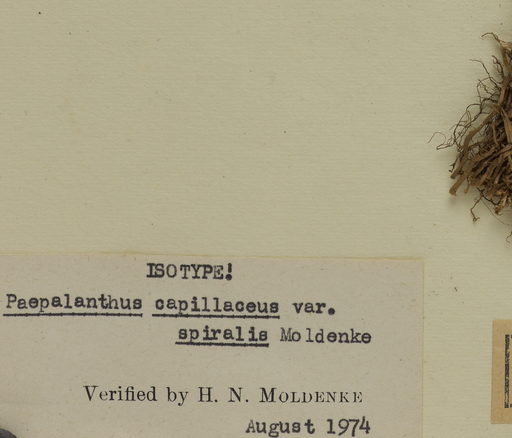 ISOTYPE!
Paepalanthus capillaceus var.
spiralis Moldenke
Verified by H. N. Moldenke
August 1974